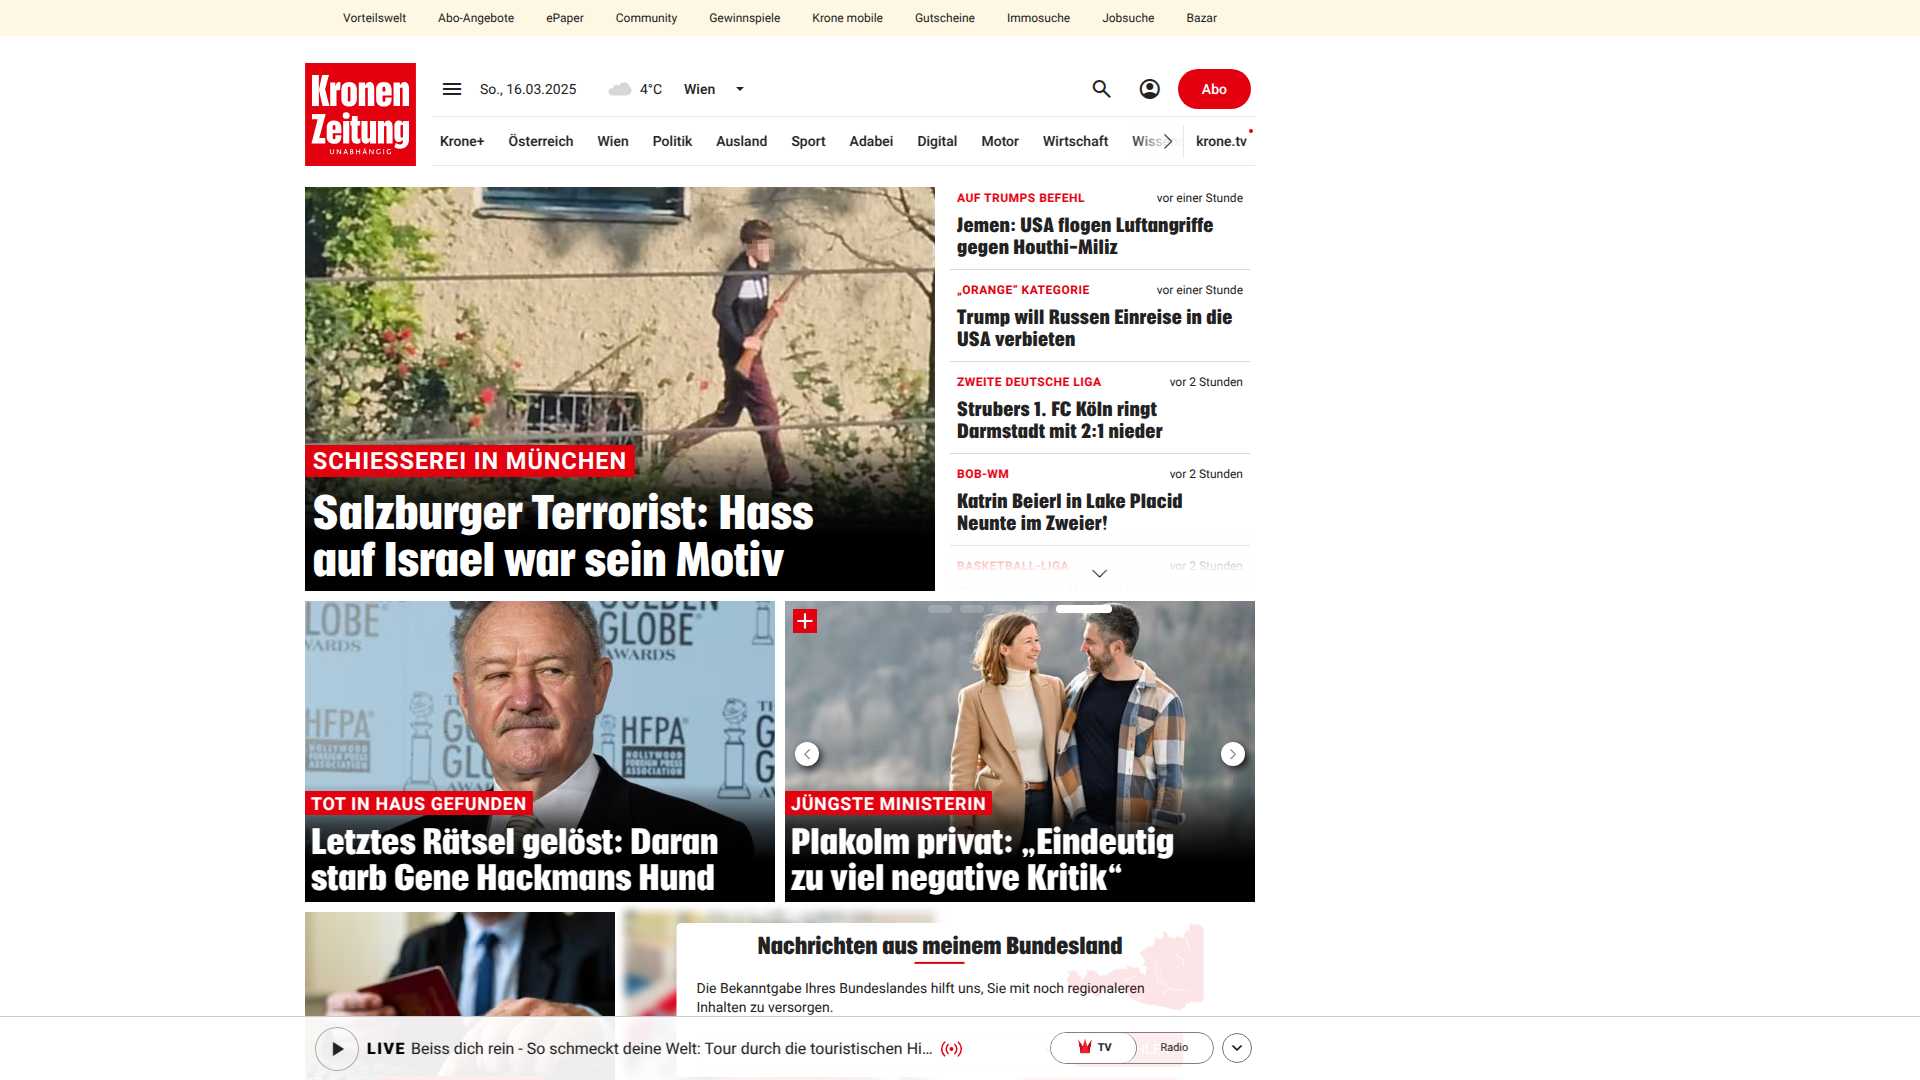 Vorteilswelt Abo-Angebote ePaper Community Gewinnspiele Krone mobile Gutscheine Immosuche Jobsuche Bazar
Kronen
Zeitung
UNABHÄNGIG
So., 16.03.2025 4°C Wien
Abo
Krone+ Österreich Wien Politik Ausland Sport Adabei Digital Motor Wirtschaft krone.tv
SCHIESSEREI IN MÜNCHEN
Salzburger Terrorist: Hass
auf Israel war sein Motiv
AUF TRUMPS BEFEHL vor einer Stunde
Jemen: USA flogen Luftangriffe
gegen Houthi-Miliz
„ORANGE“ KATEGORIE vor einer Stunde
Trump will Russen Einreise in die
USA verbieten
ZWEITE DEUTSCHE LIGA vor 2 Stunden
Strubers 1. FC Köln ringt
Darmstadt mit 2:1 nieder
BOB-WM vor 2 Stunden
Katrin Beierl in Lake Placid
Neunte im Zweier!
BASKETBALL-LIGA vor 2 Stunden
GOLDEN
GLOBE
AWARDS
HFPA
HOLLYWOOD
FOREIGN PRESS
ASSOCIATION
TOT IN HAUS GEFUNDEN
Letztes Rätsel gelöst: Daran
starb Gene Hackmans Hund
JÜNGSTE MINISTERIN
Plakolm privat: „Eindeutig
zu viel negative Kritik“
Nachrichten aus meinem Bundesland
Die Bekanntgabe Ihres Bundeslandes hilft uns, Sie mit noch regionaleren
Inhalten zu versorgen.
LIVE Beiss dich rein - So schmeckt deine Welt: Tour durch die touristischen Hi...
TV Radio